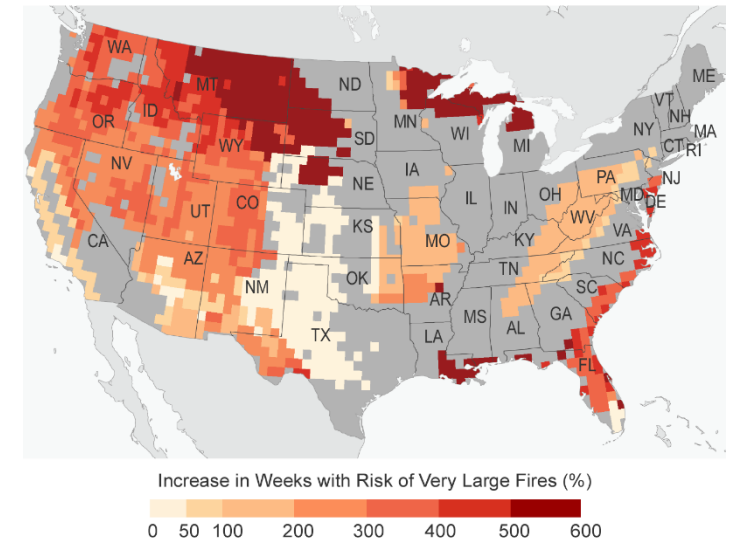 WA
ME
MT
ND
VT
NH
OR
ID
MN
NY
MA
WI
SD
MI
CT
RI
WY
NV
IA
PA
NJ
NE
OH
MD
DE
UT
CO
IL
IN
WV
CA
KS
MO
KY
VA
AZ
NC
TN
OK
NM
AR
SC
TX
MS
AL
GA
LA
FL
Increase in Weeks with Risk of Very Large Fires (%)
0 50 100 200 300 400 500 600